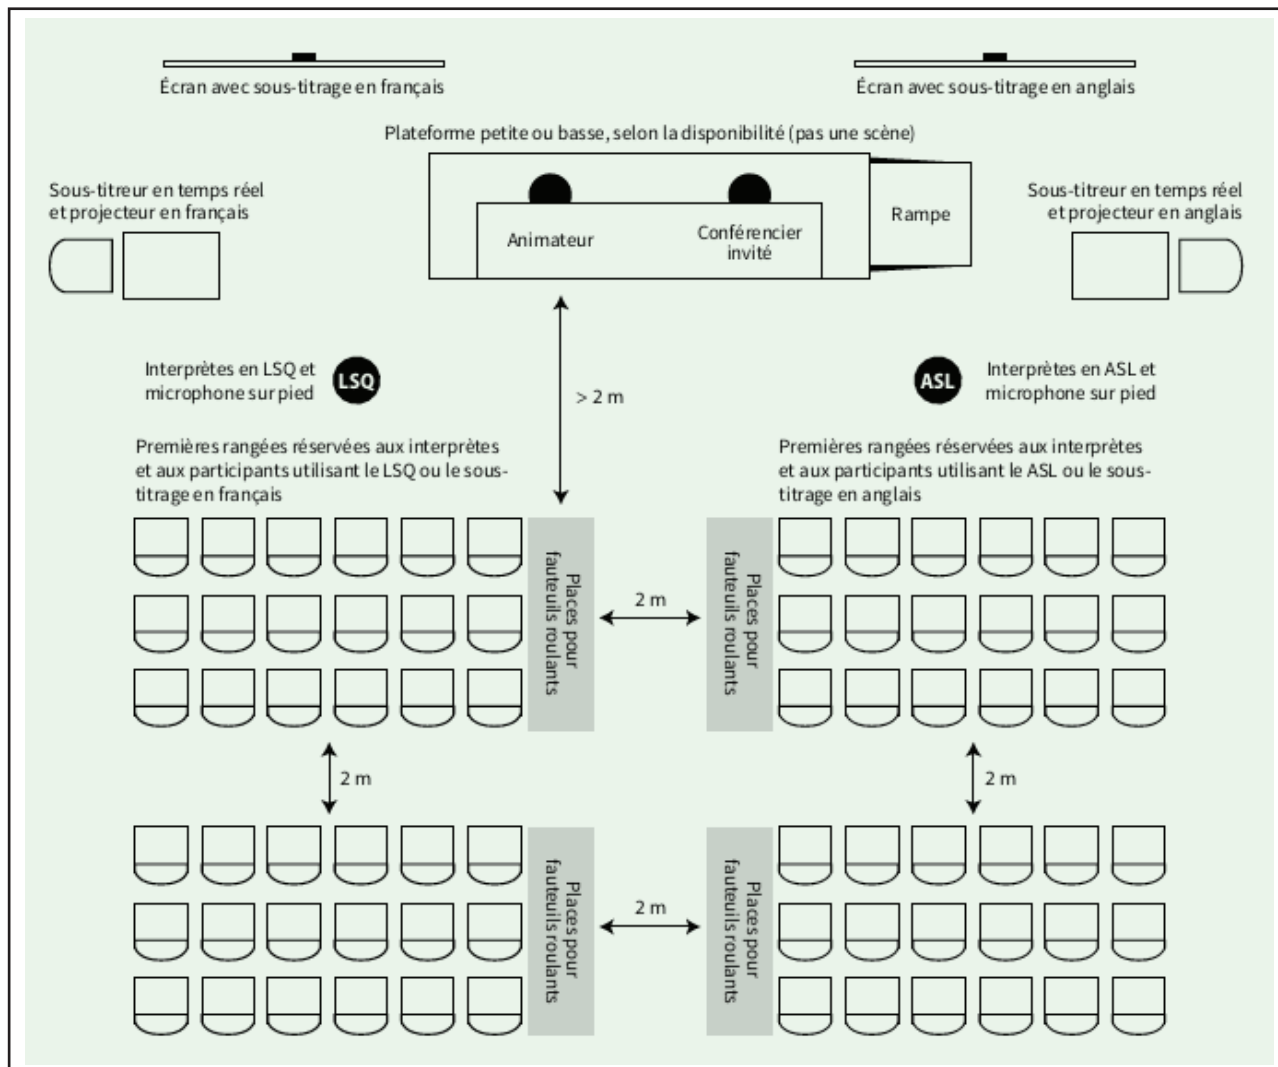 Écran avec sous-titrage en français
Écran avec sous-titrage en anglais
Plateforme petite ou basse, selon la disponibilité (pas une scène)
Sous-titreur en temps réel
et projecteur en français
Animateur
Conférencier
invité
Rampe
Sous-titreur en temps réel
et projecteur en anglais
Interprètes en LSQ et
microphone sur pied
LSQ
> 2 m
ASL
Interprètes en ASL et
microphone sur pied
Premières rangées réservées aux interprètes
et aux participants utilisant le LSQ ou le sous-
titrage en français
Premières rangées réservées aux interprètes
et aux participants utilisant le ASL ou le sous-
titrage en anglais
Places pour
fauteuils roulants
2 m
Places pour
fauteuils roulants
2 m
2 m
Places pour
fauteuils roulants
2 m
Places pour
fauteuils roulants